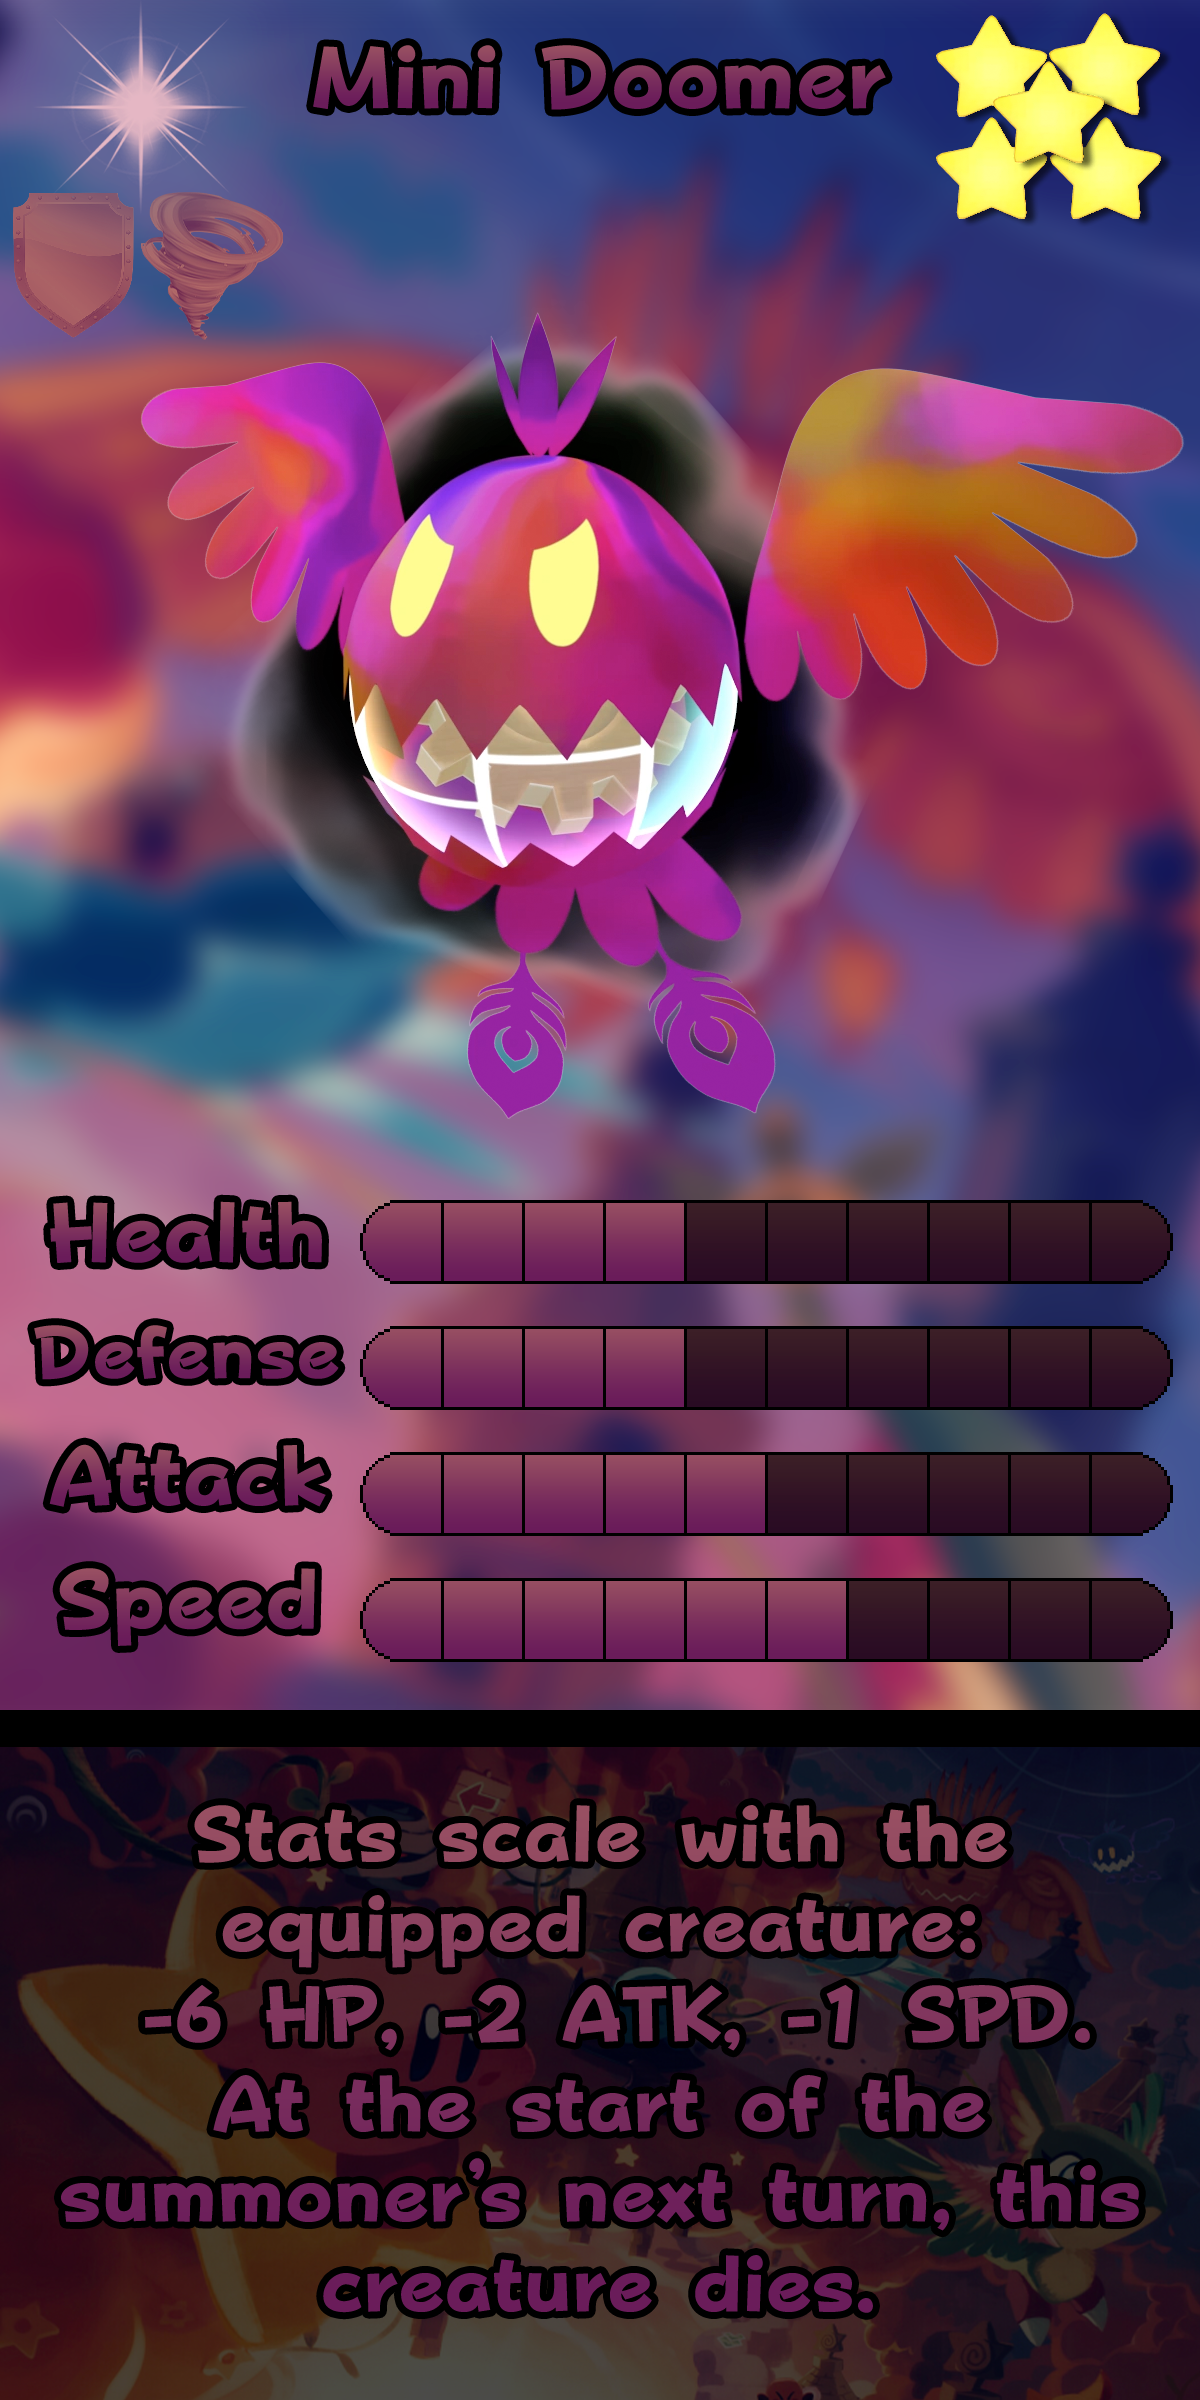 Mini Doomer
Health
Defense
Attack
Speed
Stats scale with the
equipped creature:
-6 HP, -2 ATK, -1 SPD.
At the start of the
summoner's next turn, this
creature dies.